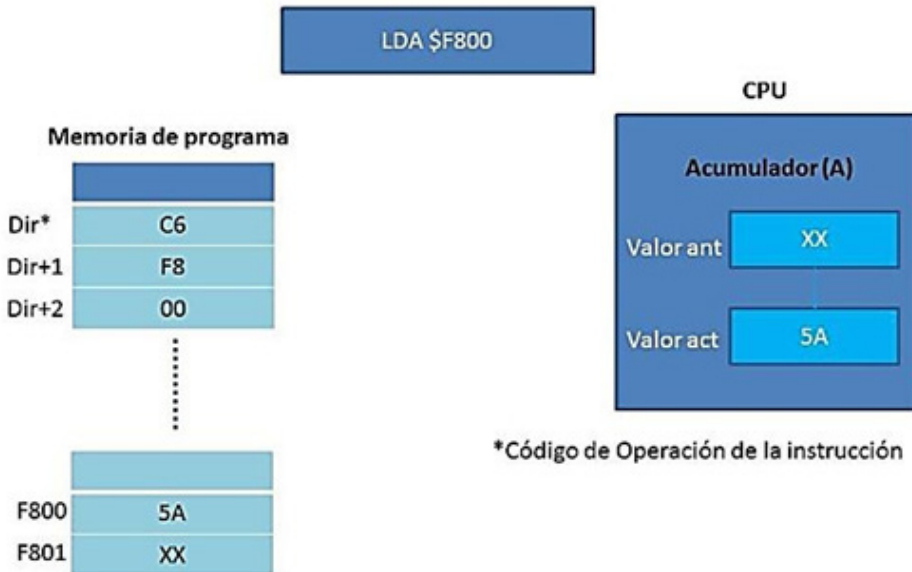 LDA $F800
CPU
Memoria de programa
Acumulador (A)
Dir* C6
Dir+1 F8
Dir+2 00
Valor ant XX
Valor act 5A
*Código de Operación de la instrucción
F800 5A
F801 XX